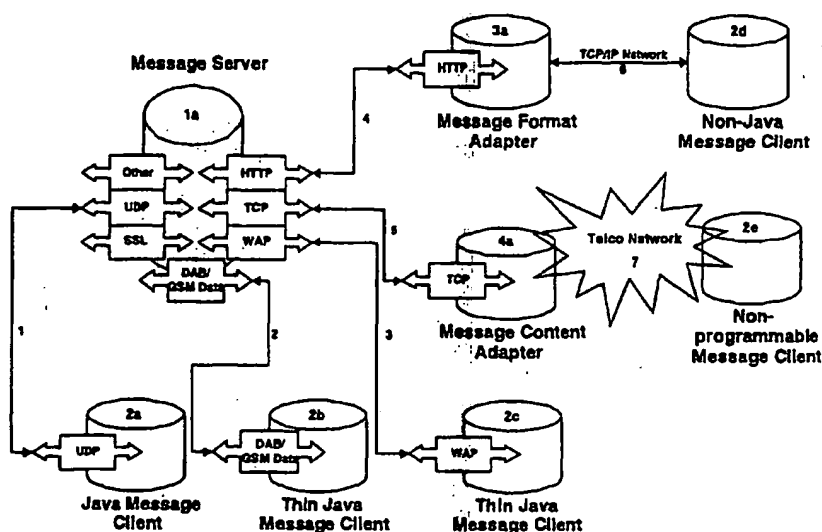 Message Server
1a
Other
HTTP
UDP
TCP
SSL
WAP
DAB/
GSM Data
3a
HTTP
Message Format
Adapter
TCP/IP Network
6
2d
Non-Java
Message Client
4
5
4a
TCP
Message Content
Adapter
Telco Network
7
2e
Non-
programmable
Message Client
1
2
3
2a
UDP
Java Message
Client
2b
DAB/
GSM Data
Thin Java
Message Client
2c
WAP
Thin Java
Message Client